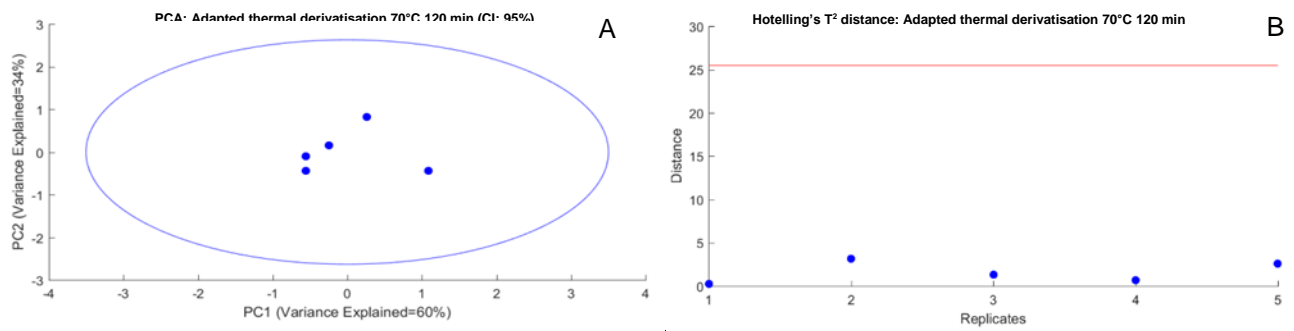 PCA: Adapted thermal derivatisation 70°C 120 min (CI: 95%)
A
3
2
1
0
-1
-2
-3
PC2 (Variance Explained=34%)
-4 -3 -2 -1 0 1 2 3 4
PC1 (Variance Explained=60%)
Hotelling's T² distance: Adapted thermal derivatisation 70°C 120 min
B
30
25
20
15
10
5
0
Distance
1 2 3 4 5
Replicates